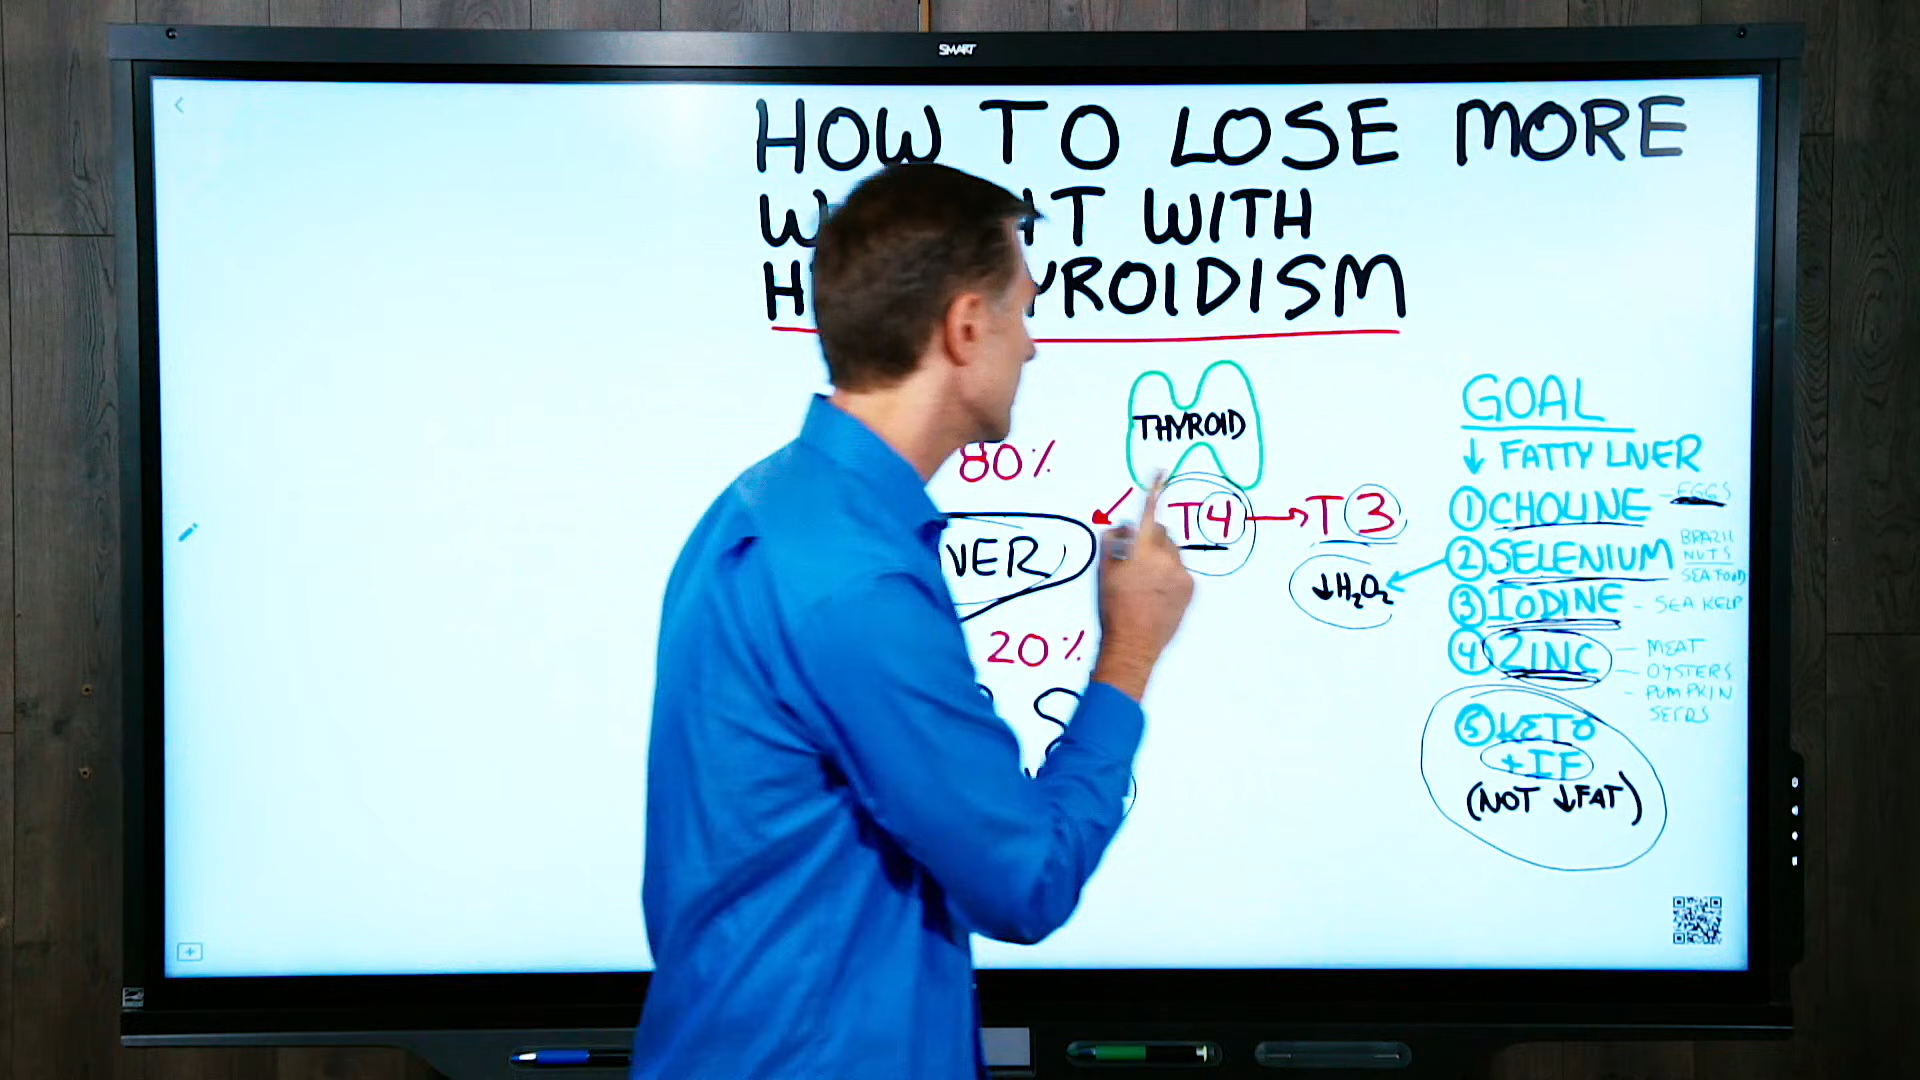 SMART
HOW TO LOSE MORE
WITH
THYROID
80%
T4 → T3
↓H₂O₂
20%
GOAL
↓ FATTY LIVER
① CHOLINE - EGGS
② SELENIUM
BRAZIL
NUTS
SEA FOOD
③ IODINE - SEA KELP
④ ZINC - MEAT
- OYSTERS
- PUMPKIN
SEEDS
⑤ KETO
+ IF
(NOT ↓FAT)